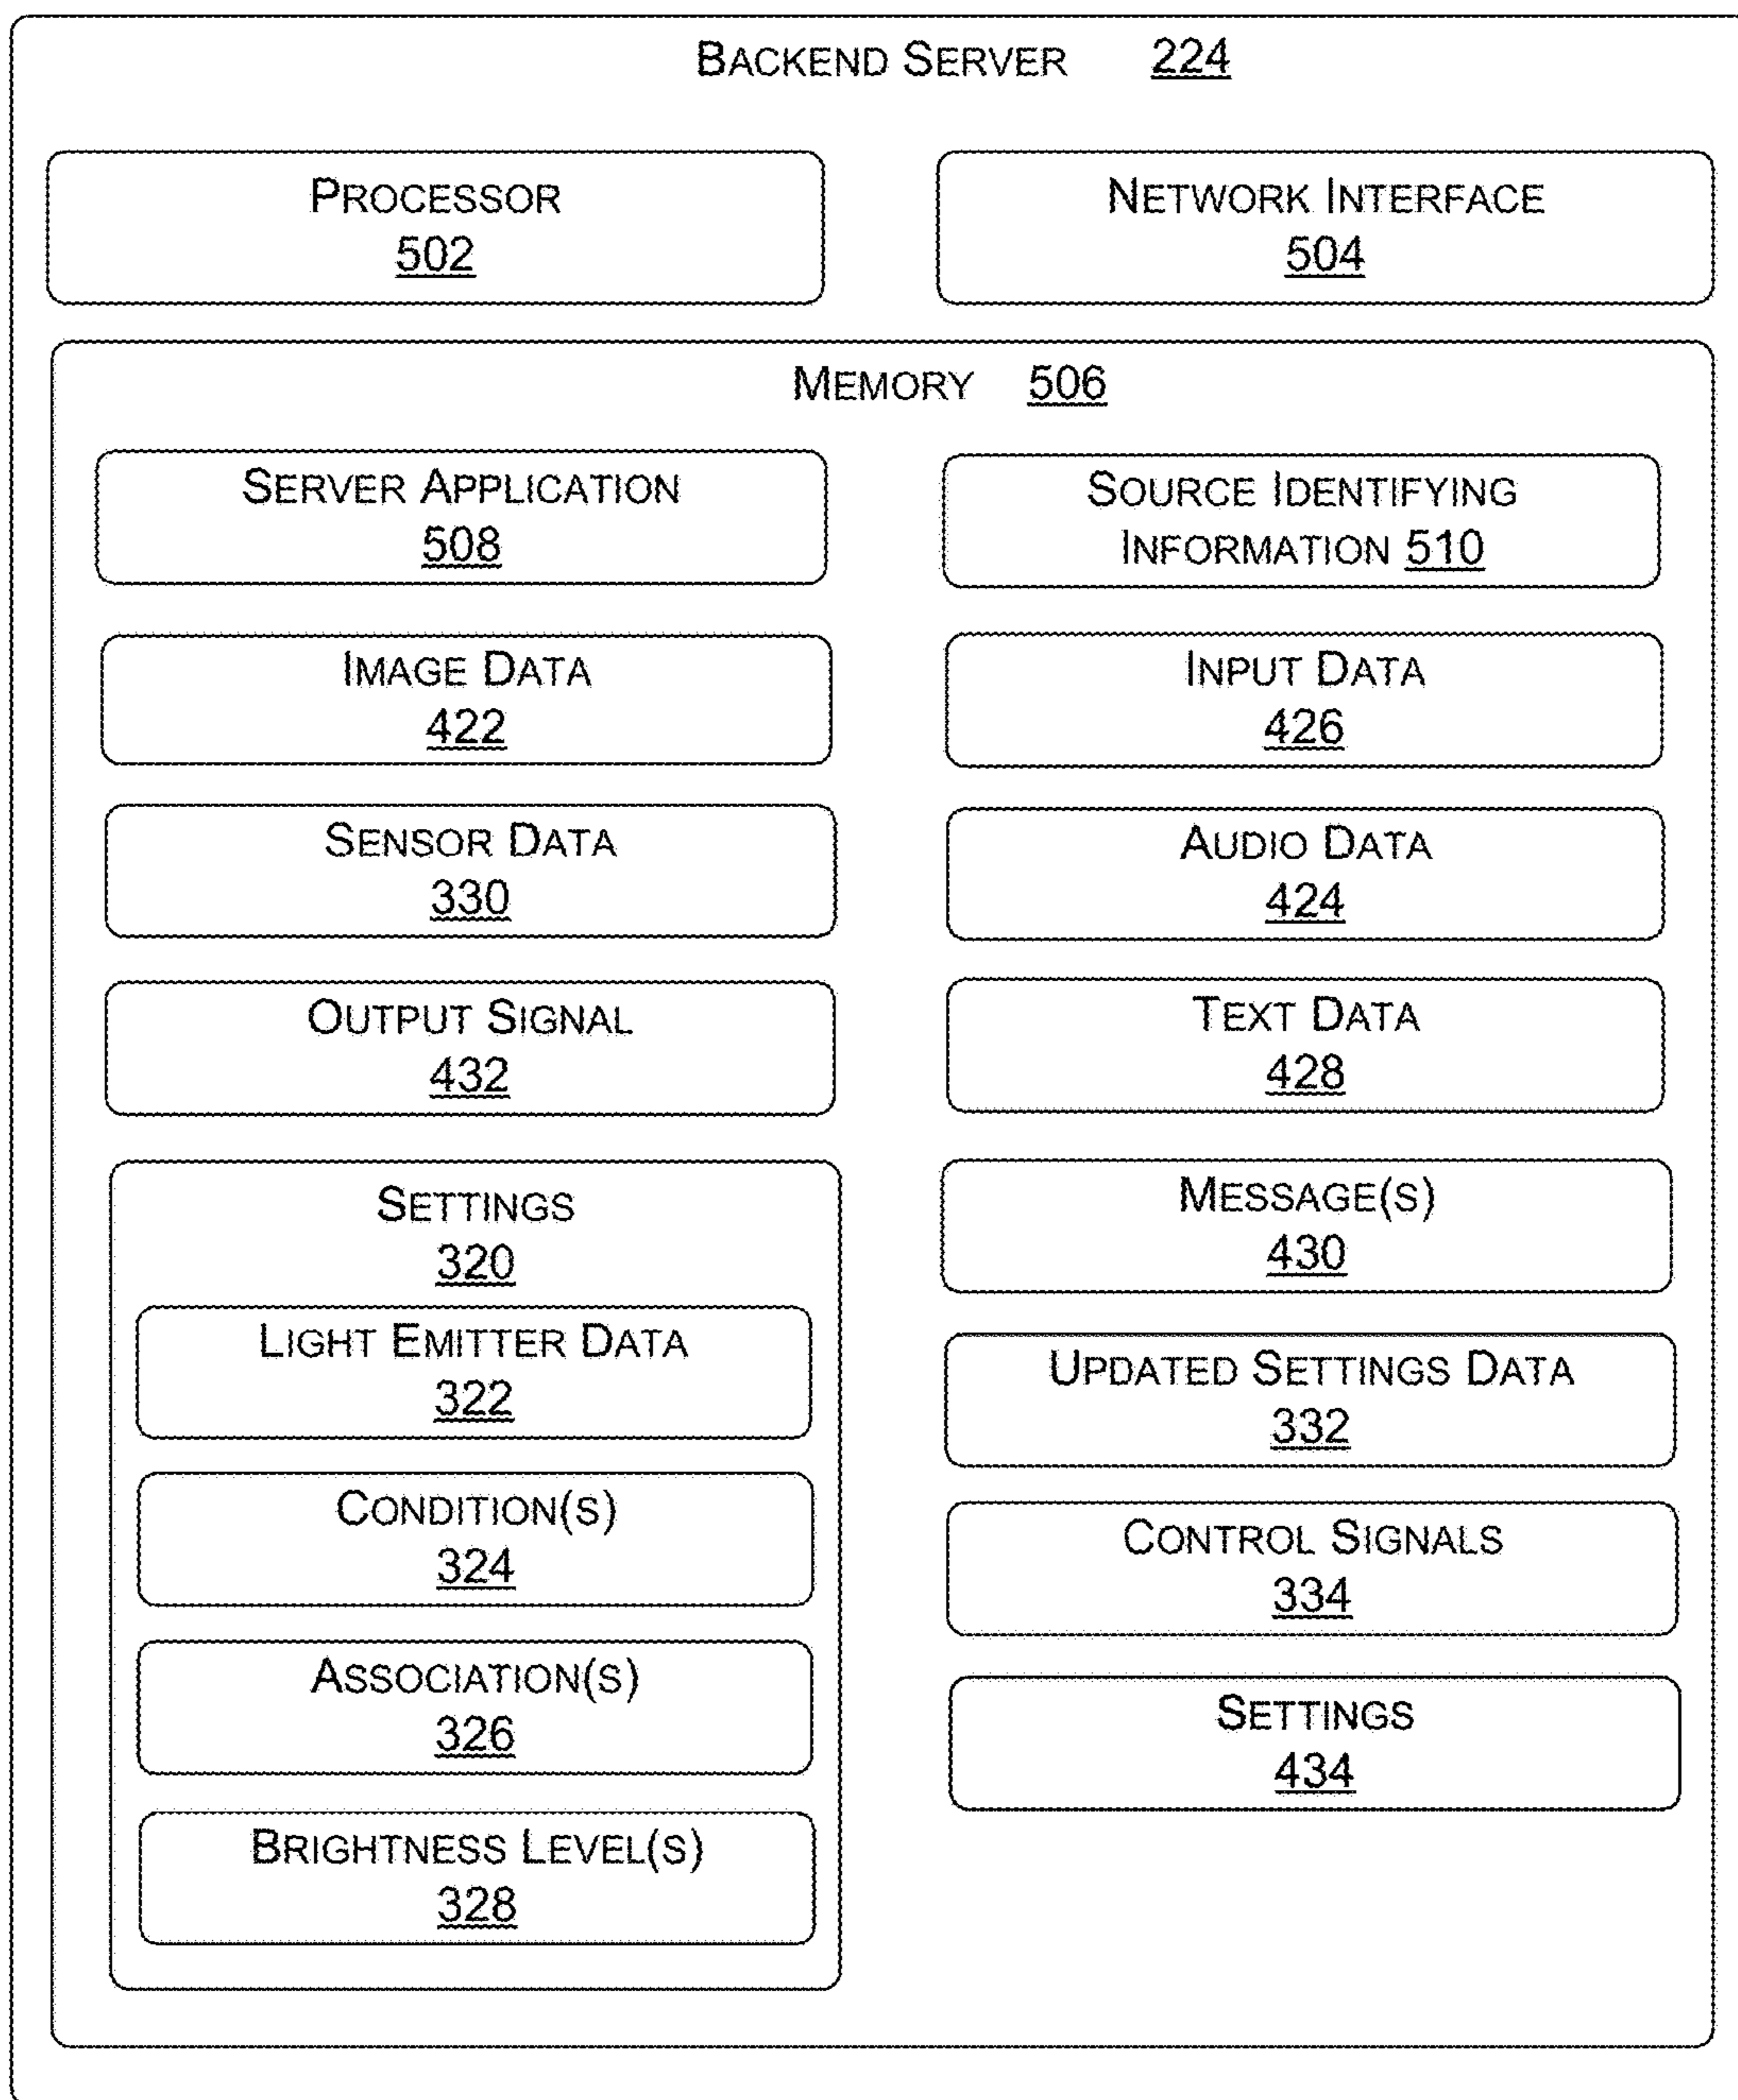 BACKEND SERVER 224
PROCESSOR
502
NETWORK INTERFACE
504
MEMORY 506
SERVER APPLICATION
508
SOURCE IDENTIFYING
INFORMATION 510
IMAGE DATA
422
INPUT DATA
426
SENSOR DATA
330
AUDIO DATA
424
OUTPUT SIGNAL
432
TEXT DATA
428
SETTINGS
320
LIGHT EMITTER DATA
322
CONDITION(S)
324
ASSOCIATION(S)
326
BRIGHTNESS LEVEL(S)
328
MESSAGE(S)
430
UPDATED SETTINGS DATA
332
CONTROL SIGNALS
334
SETTINGS
434